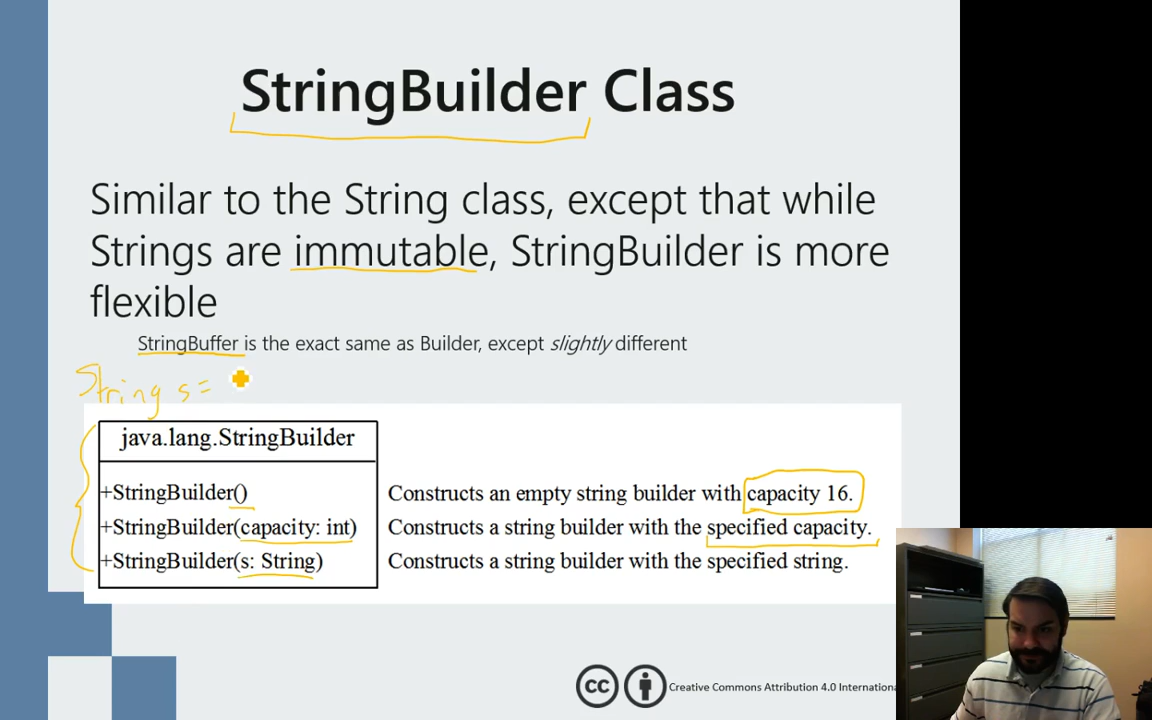 StringBuilder Class
Similar to the String class, except that while
Strings are immutable, StringBuilder is more
flexible
StringBuffer is the exact same as Builder, except slightly different
String s =
java.lang.StringBuilder
+StringBuilder() Constructs an empty string builder with capacity 16.
+StringBuilder(capacity: int) Constructs a string builder with the specified capacity.
+StringBuilder(s: String) Constructs a string builder with the specified string.
cc Creative Commons Attribution 4.0 Internationa